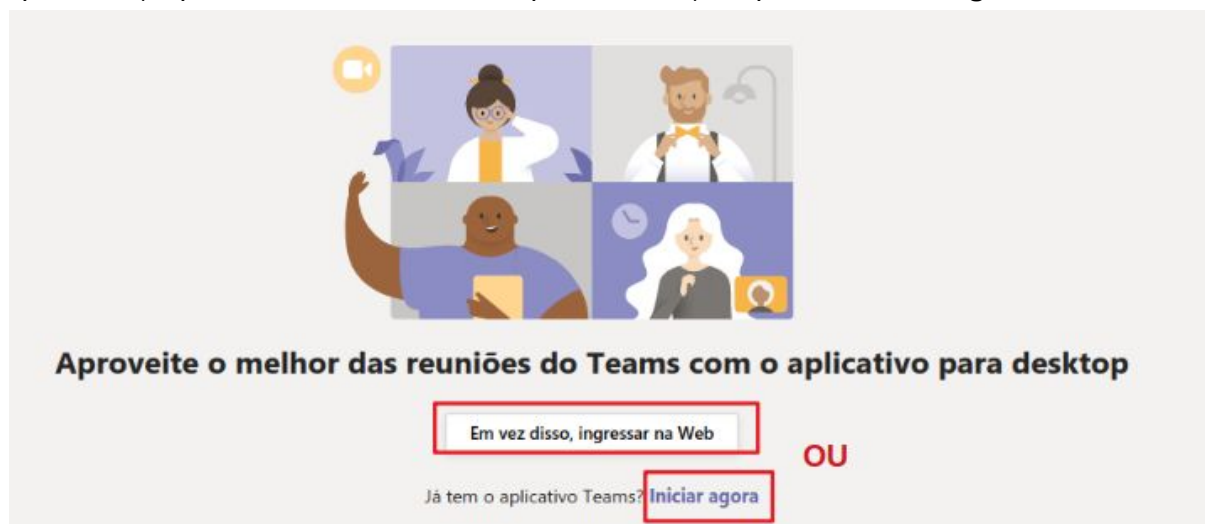 Aproveite o melhor das reuniões do Teams com o aplicativo para desktop
Em vez disso, ingressar na Web
OU
Já tem o aplicativo Teams? Iniciar agora